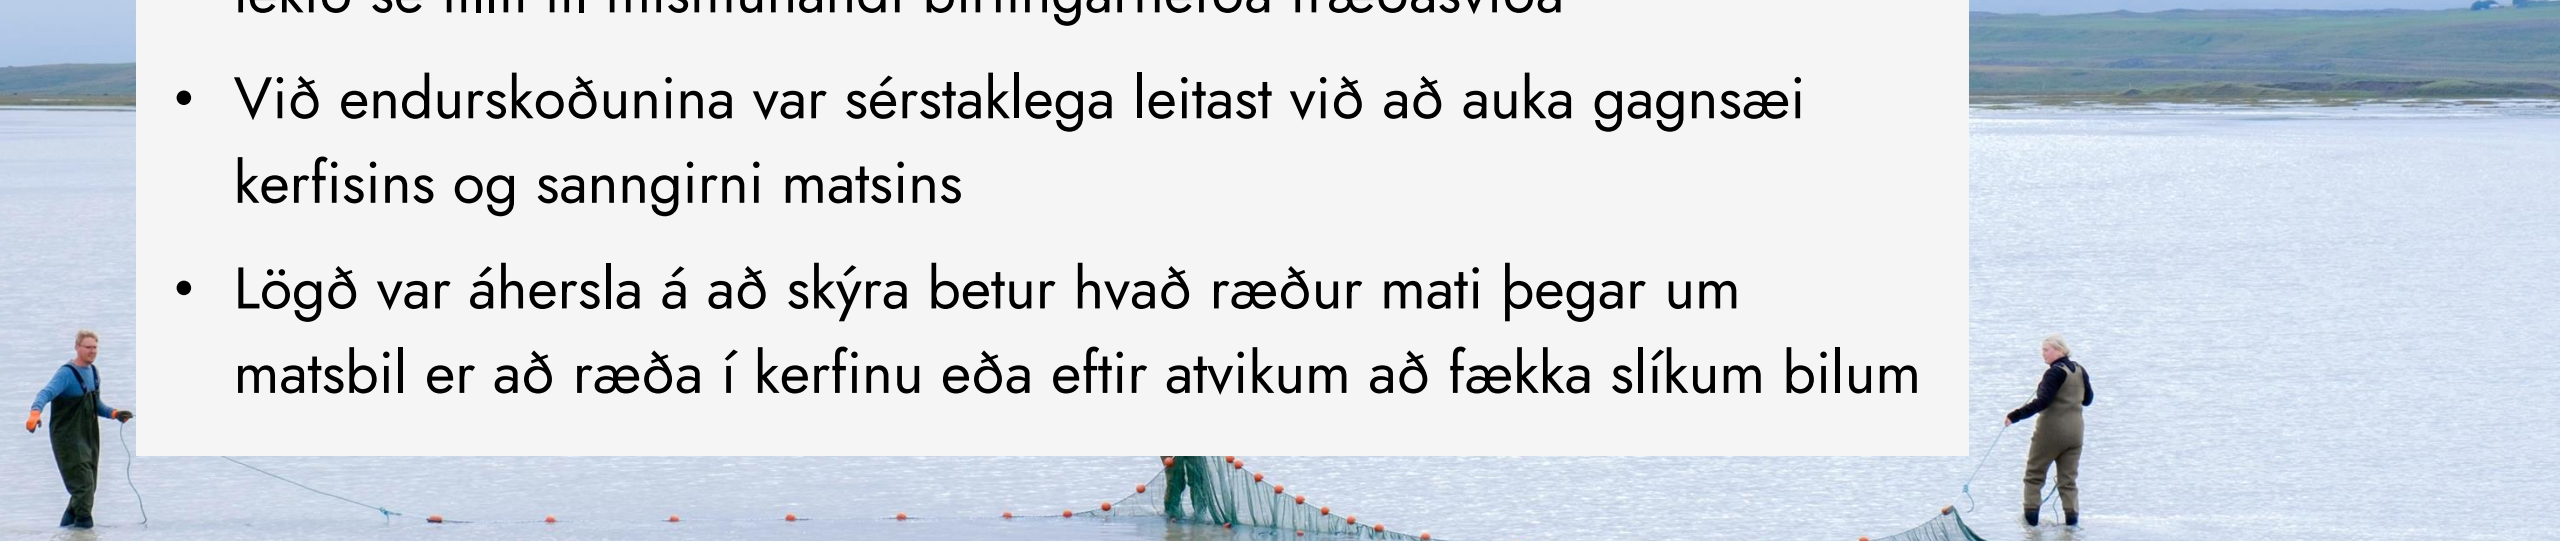 • Við endurskoðunina var sérstaklega leitast við að auka gagnsæi
kerfisins og sanngirni matsins
• Lögð var áhersla á að skýra betur hvað ræður mati þegar um
matsbil er að ræða í kerfinu eða eftir atvikum að fækka slíkum bilum